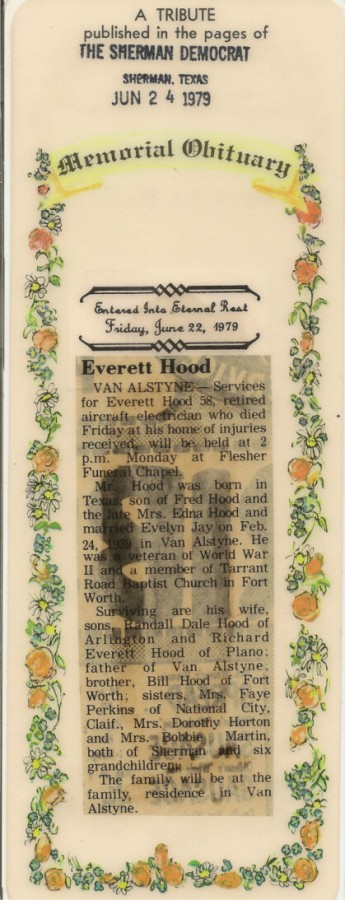 A TRIBUTE
published in the pages of
THE SHERMAN DEMOCRAT
SHERMAN, TEXAS
JUN 24 1979
Memorial Obituary
Entered Into Eternal Rest
Friday, June 22, 1979
Everett Hood
VAN ALSTYNE — Services
for Everett Hood 58, retired
aircraft electrician who died
Friday at his home of injuries
received, will be held at 2
p.m. Monday at Flesher
Funeral Chapel.
Mr. Hood was born in
Texas, son of Fred Hood and
the late Mrs. Edna Hood and
married Evelyn Jay on Feb.
24, 1939 in Van Alstyne. He
was a veteran of World War
II and a member of Tarrant
Road Baptist Church in Fort
Worth.
Surviving are his wife,
sons, Randall Dale Hood of
Arlington and Richard
Everett Hood of Plano;
father of Van Alstyne;
brother, Bill Hood of Fort
Worth; sisters, Mrs. Faye
Perkins of National City,
Claif., Mrs. Dorothy Horton
and Mrs. Bobbie Martin,
both of Sherman and six
grandchildren.
The family will be at the
family, residence in Van
Alstyne.